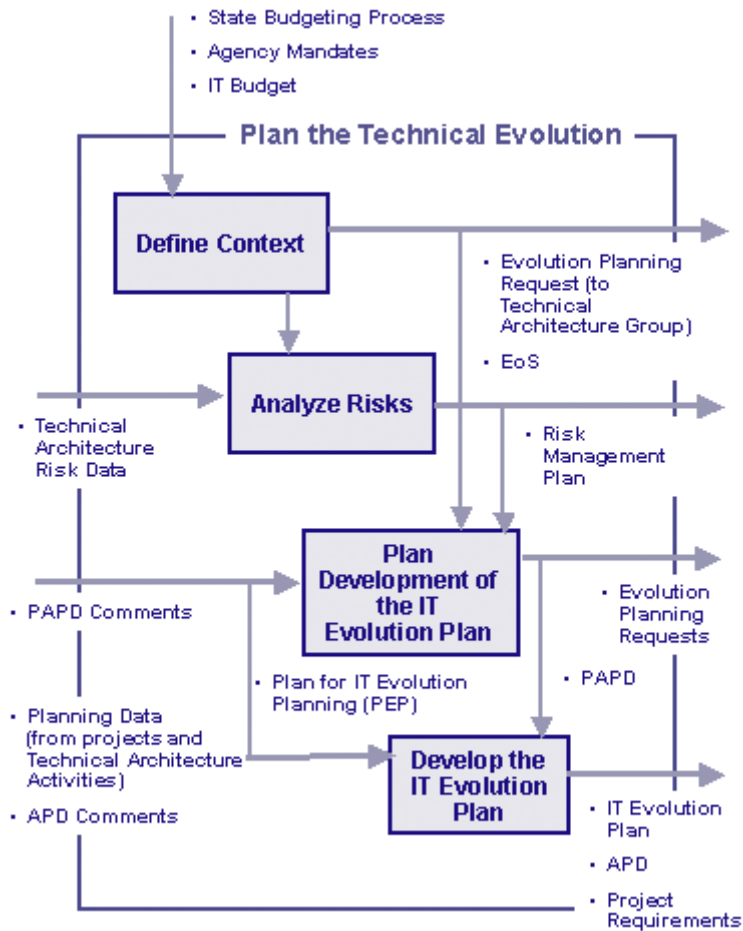 • State Budgeting Process
• Agency Mandates
• IT Budget
Plan the Technical Evolution
Define Context
• Evolution Planning
Request (to
Technical
Architecture Group)
• EoS
Analyze Risks
• Technical
Architecture
Risk Data
• Risk
Management
Plan
Plan
Development of
the IT
Evolution Plan
• PAPD Comments
• Evolution
Planning
Requests
• Plan for IT Evolution
Planning (PEP)
• PAPD
• Planning Data
(from projects and
Technical Architecture
Activities)
Develop the
IT Evolution
Plan
• APD Comments
• IT Evolution
Plan
• APD
• Project
Requirements